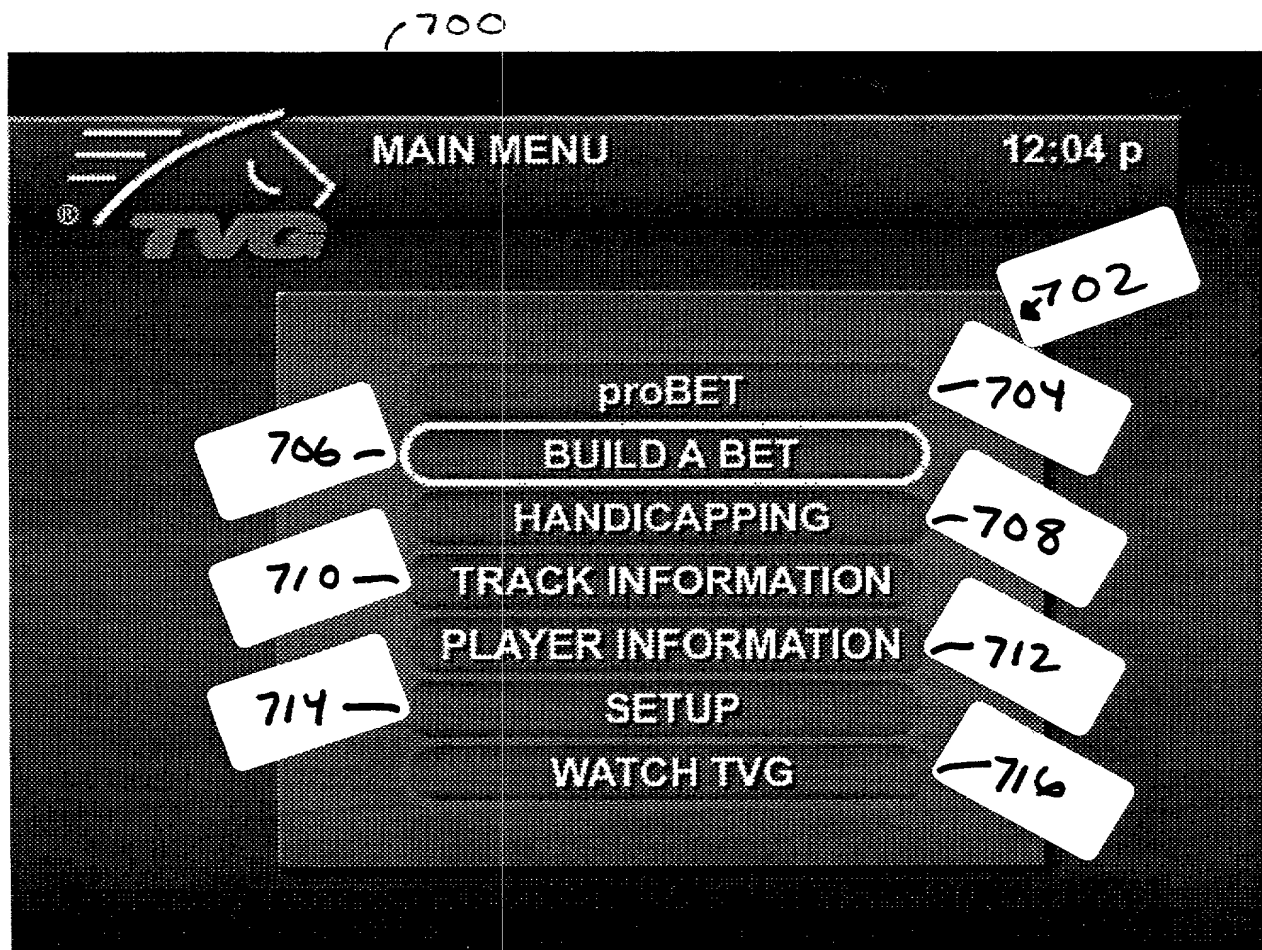 700
MAIN MENU 12:04 p
® TVG
702
proBET 704
706 BUILD A BET
HANDICAPPING 708
710 TRACK INFORMATION
PLAYER INFORMATION 712
714 SETUP
WATCH TVG 716